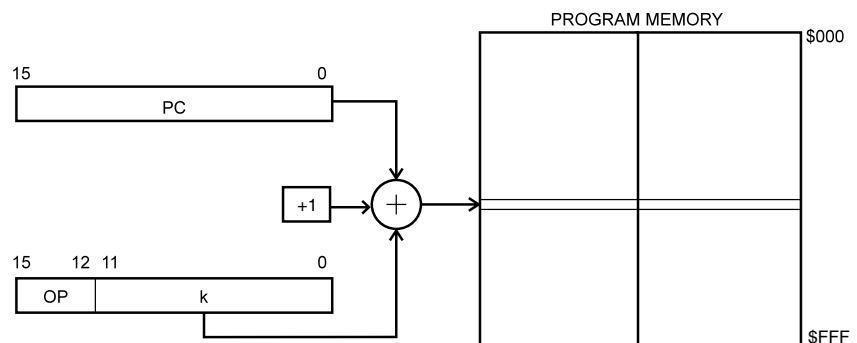 PROGRAM MEMORY
$000
15 0
PC
+1
+
15 12 11 0
OP k
$FFF